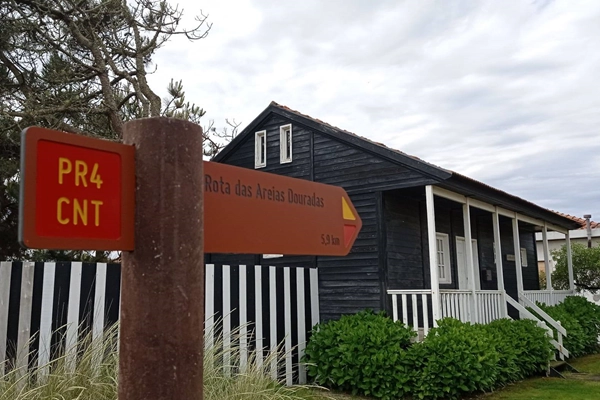 PR4
CNT
Rota das Areias Douradas
5,9 km